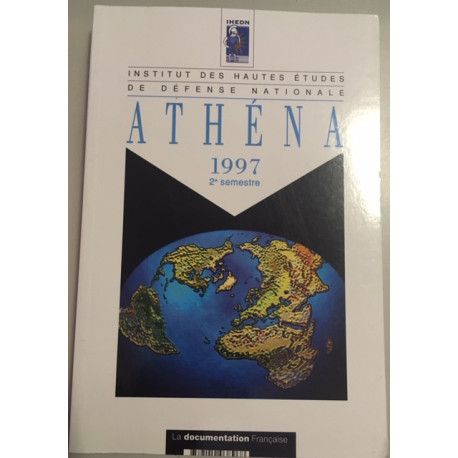 IHEDN
INSTITUT DES HAUTES ÉTUDES
DE DÉFENSE NATIONALE
ATHÉNA
1997
2e semestre
La documentation Française